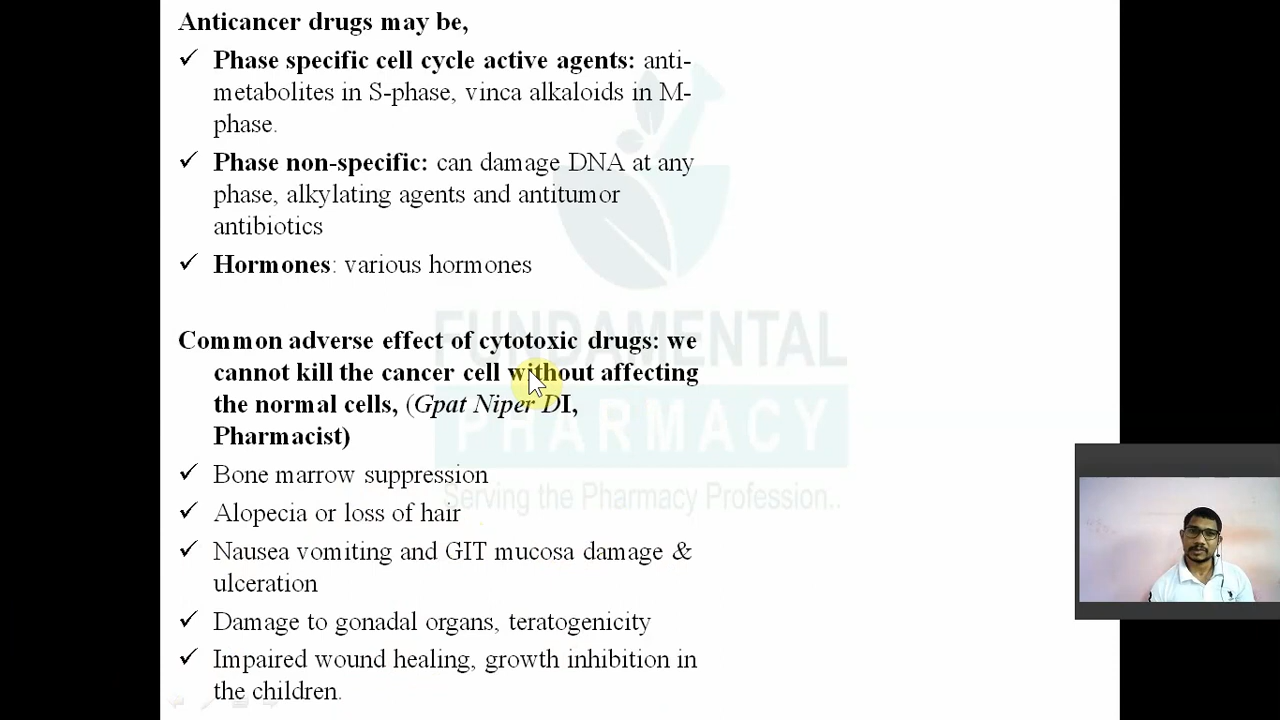 Anticancer drugs may be,
✓ Phase specific cell cycle active agents: anti-
metabolites in S-phase, vinca alkaloids in M-
phase.
✓ Phase non-specific: can damage DNA at any
phase, alkylating agents and antitumor
antibiotics
✓ Hormones: various hormones
Common adverse effect of cytotoxic drugs: we
cannot kill the cancer cell without affecting
the normal cells, (Gpat Niper DI,
Pharmacist)
✓ Bone marrow suppression
✓ Alopecia or loss of hair
✓ Nausea vomiting and GIT mucosa damage &
ulceration
✓ Damage to gonadal organs, teratogenicity
✓ Impaired wound healing, growth inhibition in
the children.
FUNDAMENTAL
PHARMACY
Serving the Pharmacy Profession..